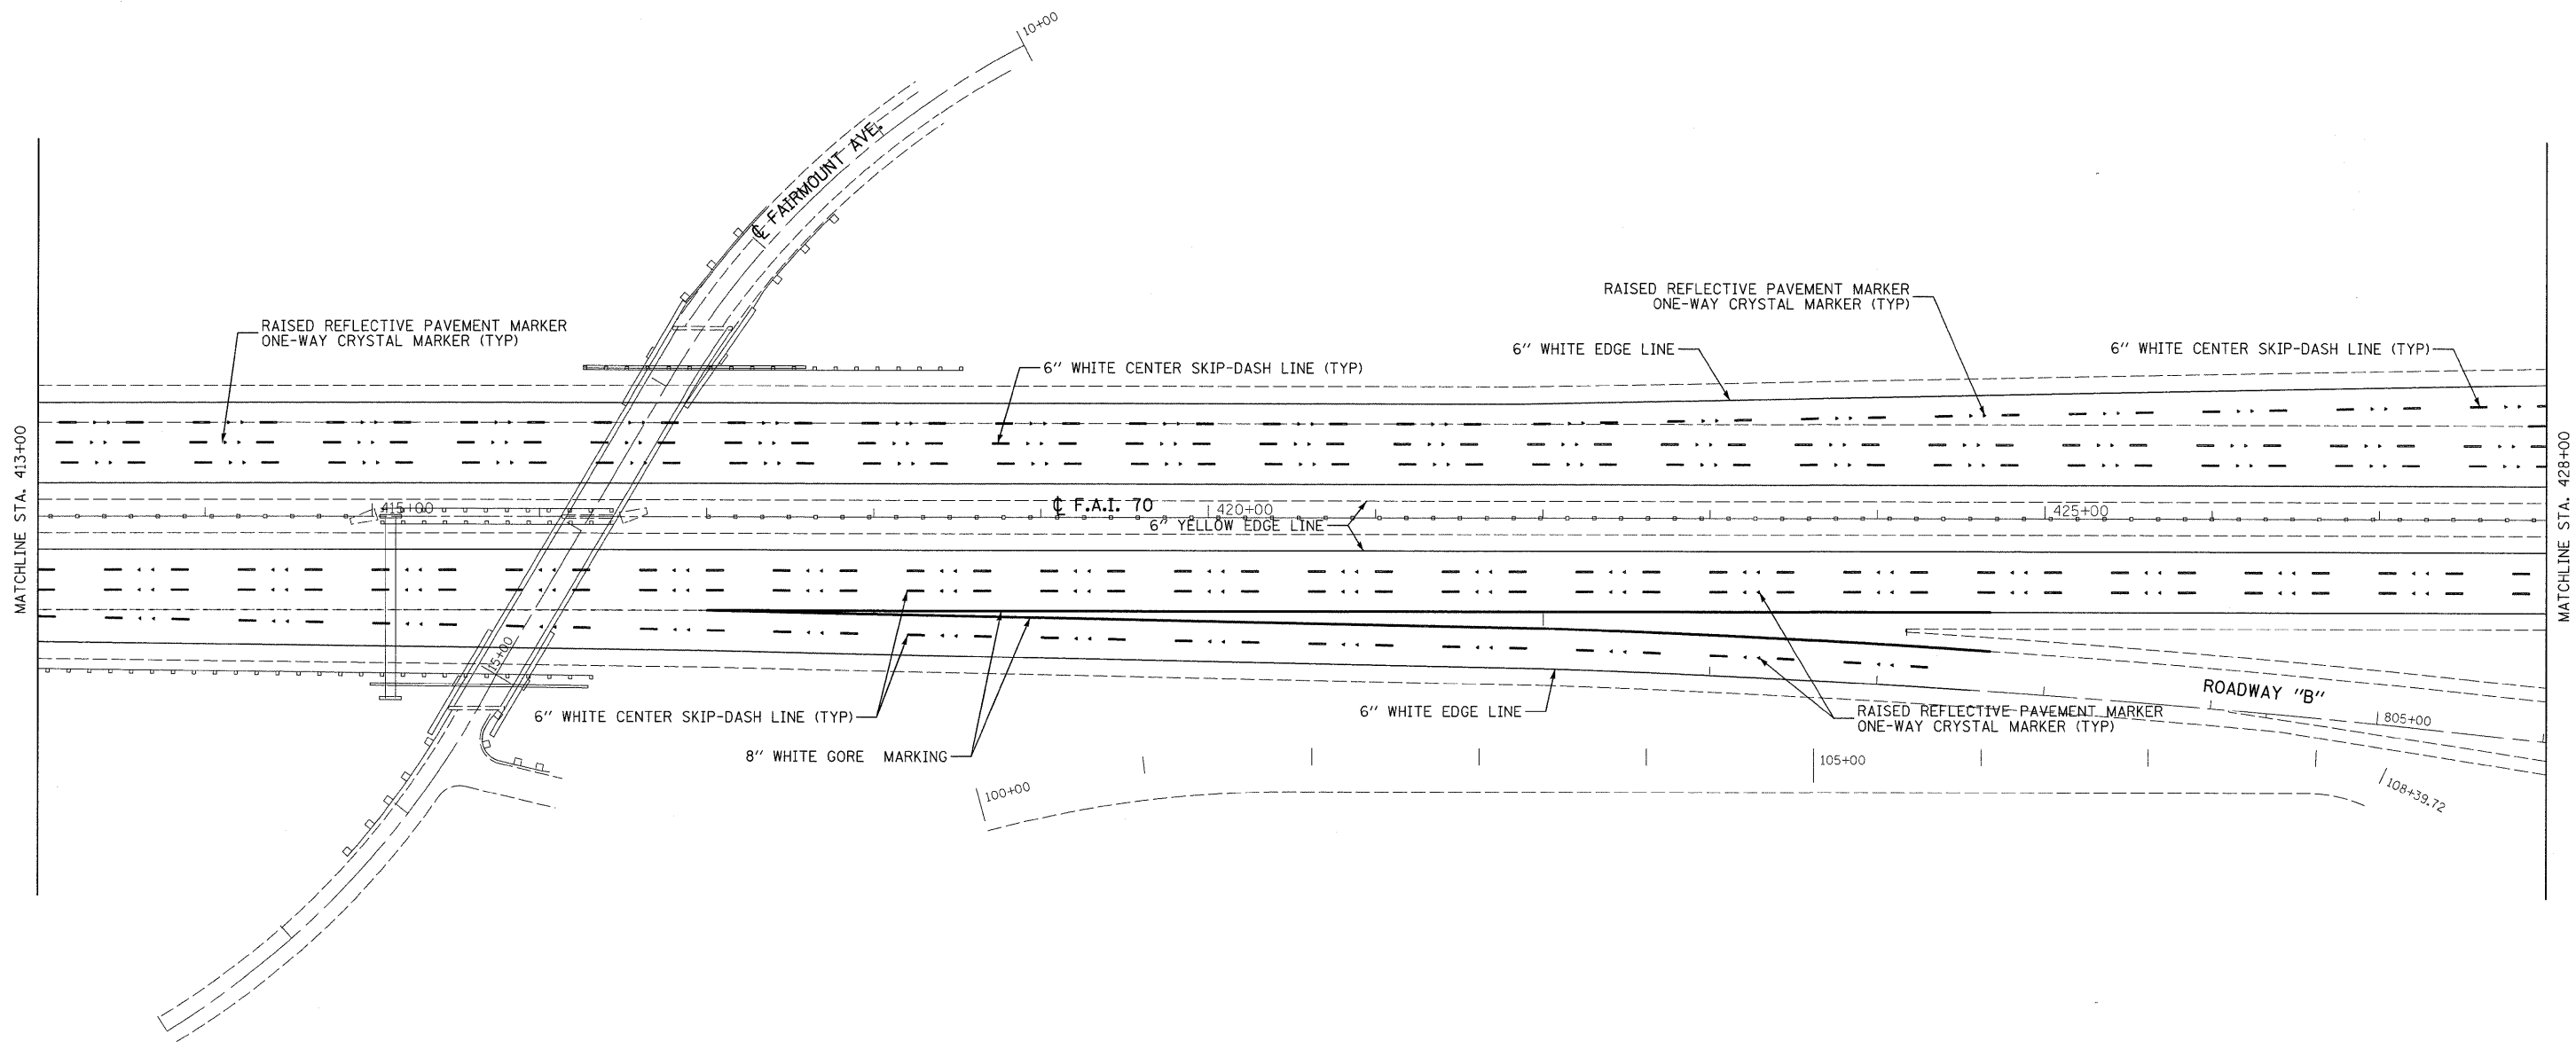 10+00
℄ FAIRMOUNT AVE.
RAISED REFLECTIVE PAVEMENT MARKER
ONE-WAY CRYSTAL MARKER (TYP)
RAISED REFLECTIVE PAVEMENT MARKER
ONE-WAY CRYSTAL MARKER (TYP)
6" WHITE EDGE LINE
6" WHITE CENTER SKIP-DASH LINE (TYP)
6" WHITE CENTER SKIP-DASH LINE (TYP)
MATCHLINE STA. 413+00
MATCHLINE STA. 428+00
415+00
℄ F.A.I. 70
420+00
425+00
6" YELLOW EDGE LINE
15+00
ROADWAY "B"
6" WHITE CENTER SKIP-DASH LINE (TYP)
6" WHITE EDGE LINE
RAISED REFLECTIVE PAVEMENT MARKER
ONE-WAY CRYSTAL MARKER (TYP)
805+00
8" WHITE GORE MARKING
105+00
100+00
108+39.72